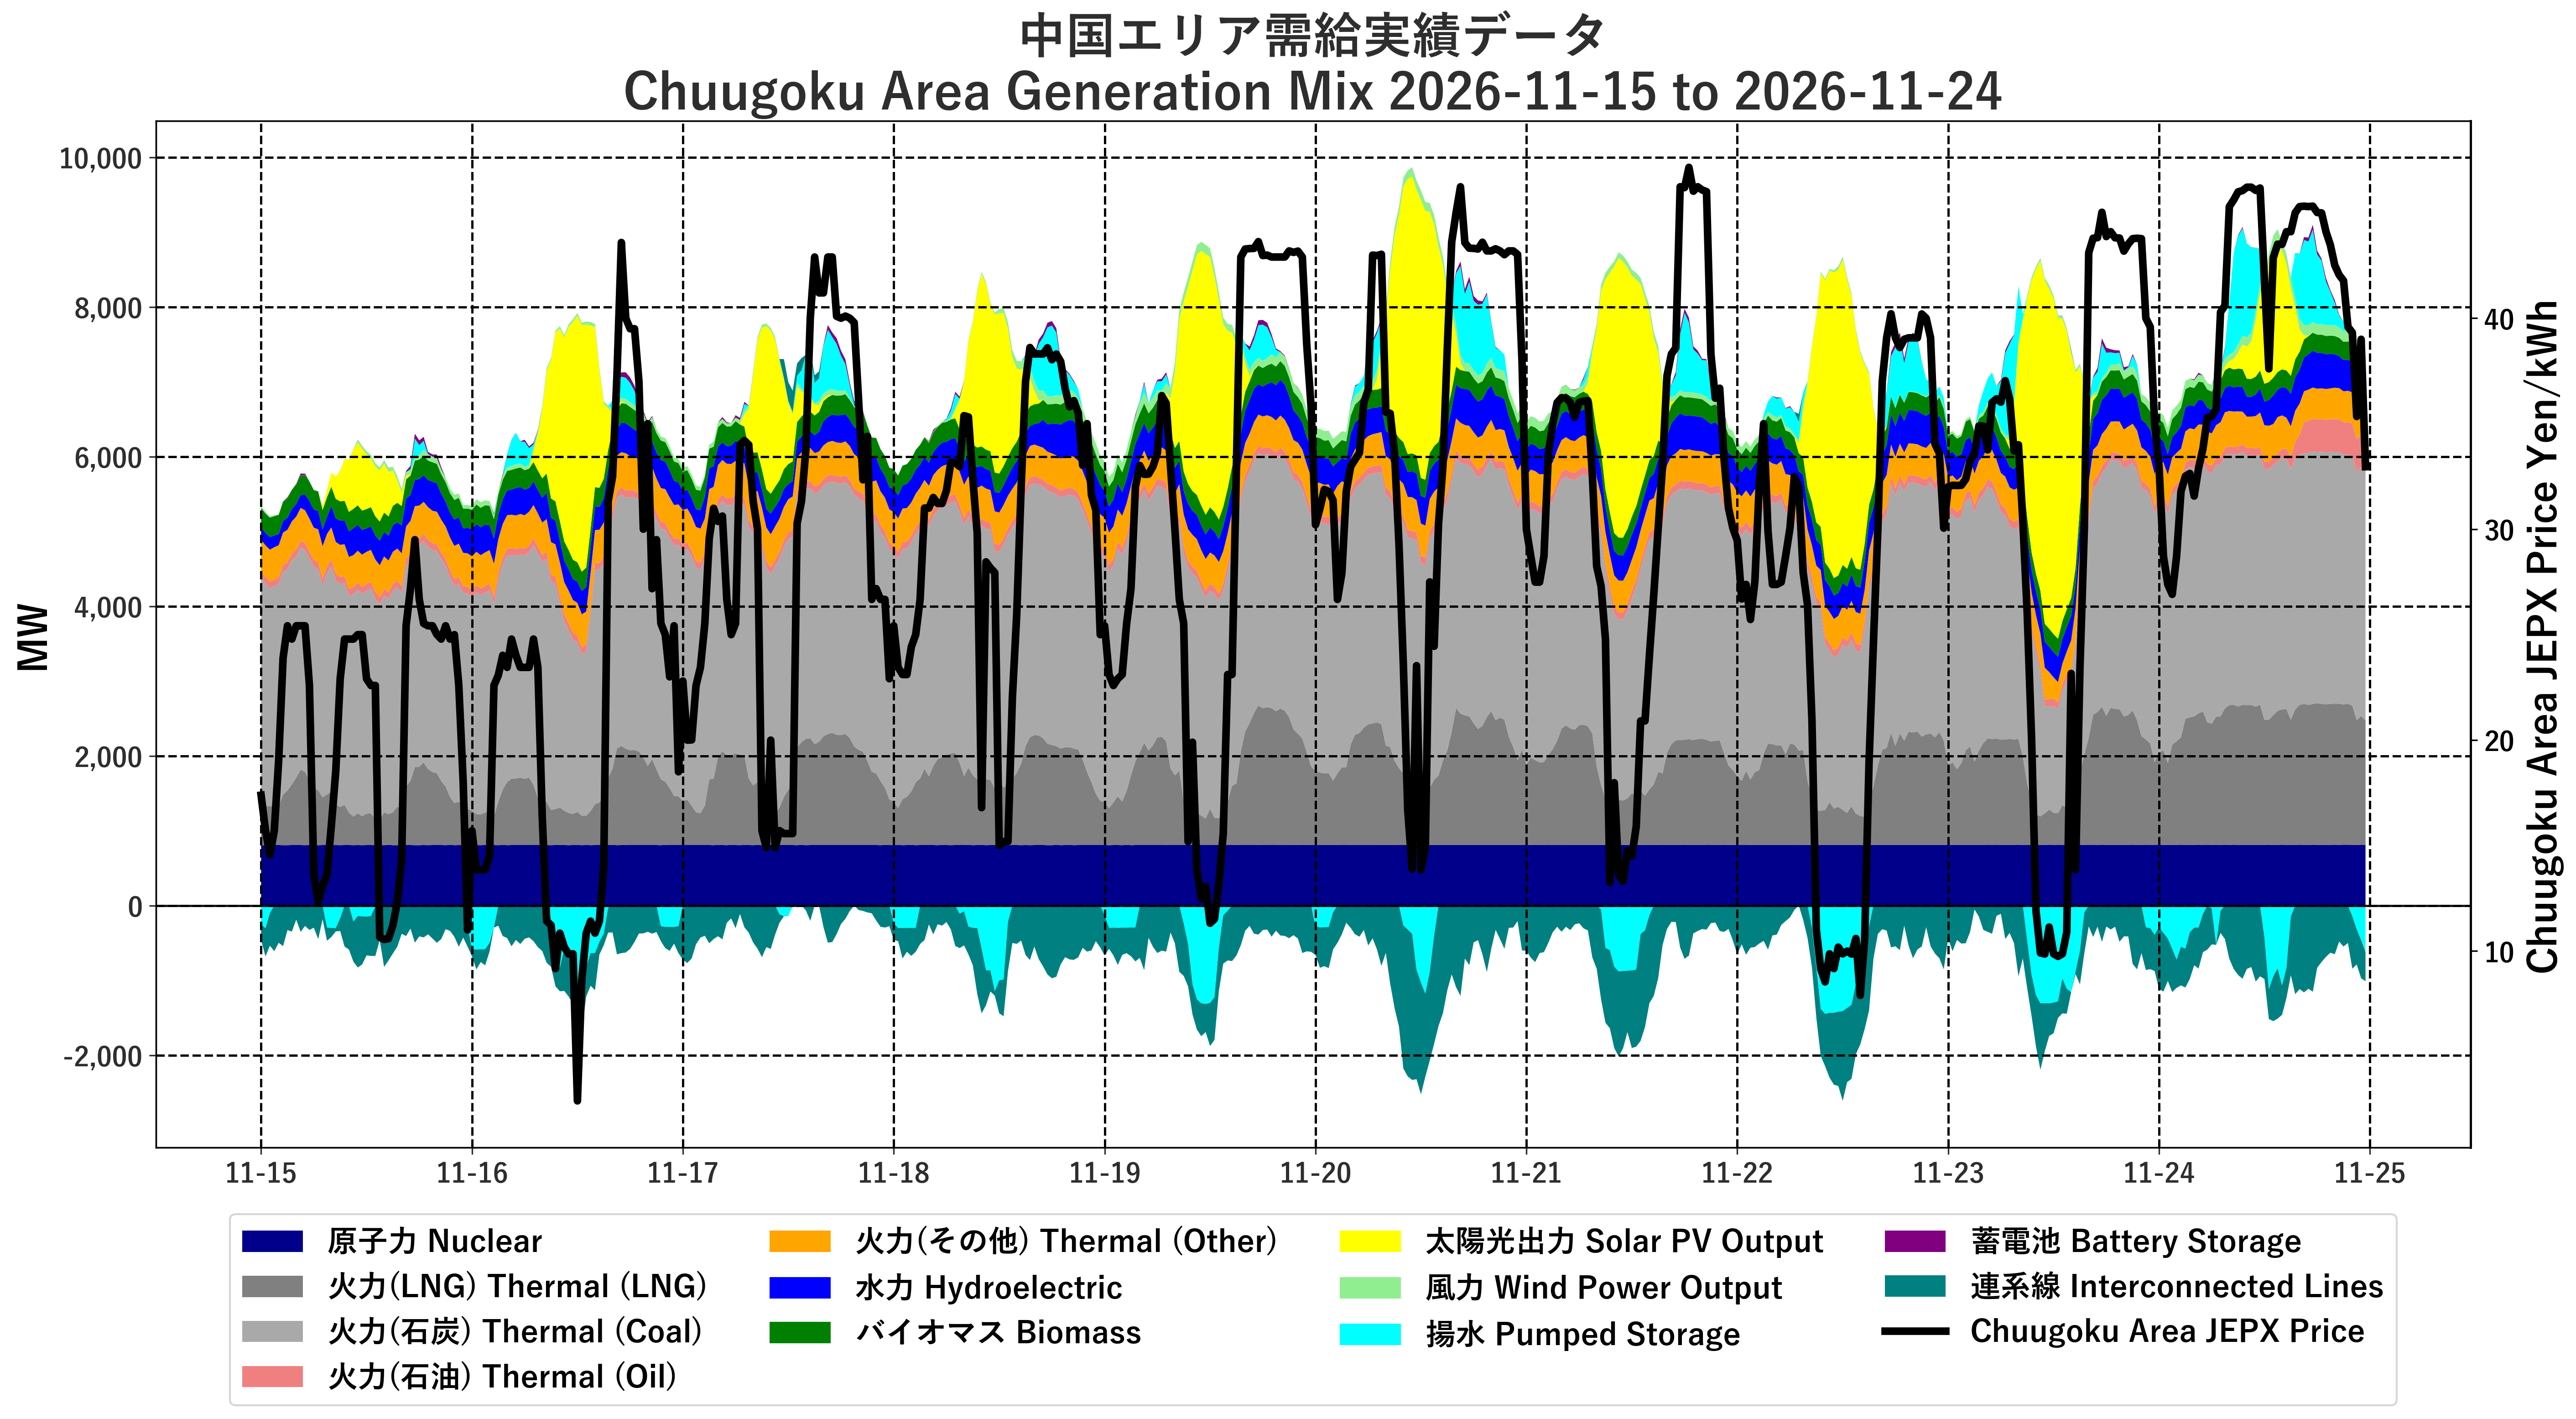 中国エリア需給実績データ
Chuugoku Area Generation Mix 2026-11-15 to 2026-11-24
MW
10,000
8,000
6,000
4,000
2,000
0
-2,000
40
30
20
10
Chuugoku Area JEPX Price Yen/kWh
11-15
11-16
11-17
11-18
11-19
11-20
11-21
11-22
11-23
11-24
11-25
原子力 Nuclear
火力(LNG) Thermal (LNG)
火力(石炭) Thermal (Coal)
火力(石油) Thermal (Oil)
火力(その他) Thermal (Other)
水力 Hydroelectric
バイオマス Biomass
太陽光出力 Solar PV Output
風力 Wind Power Output
揚水 Pumped Storage
蓄電池 Battery Storage
連系線 Interconnected Lines
Chuugoku Area JEPX Price